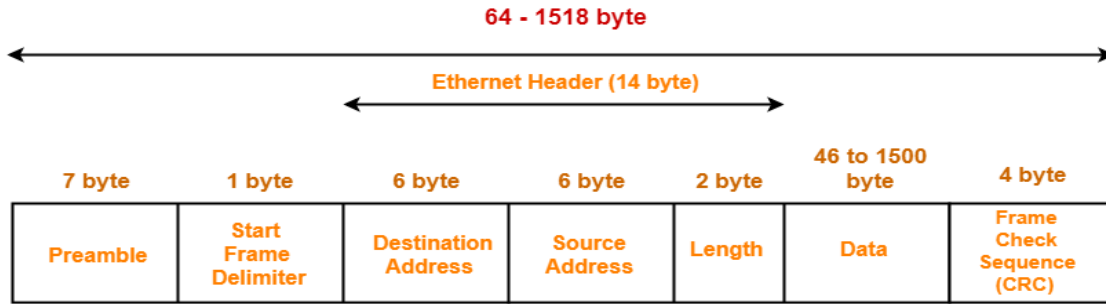 64 - 1518 byte
Ethernet Header (14 byte)
7 byte
1 byte
6 byte
6 byte
2 byte
46 to 1500
byte
4 byte
Preamble
Start
Frame
Delimiter
Destination
Address
Source
Address
Length
Data
Frame
Check
Sequence
(CRC)